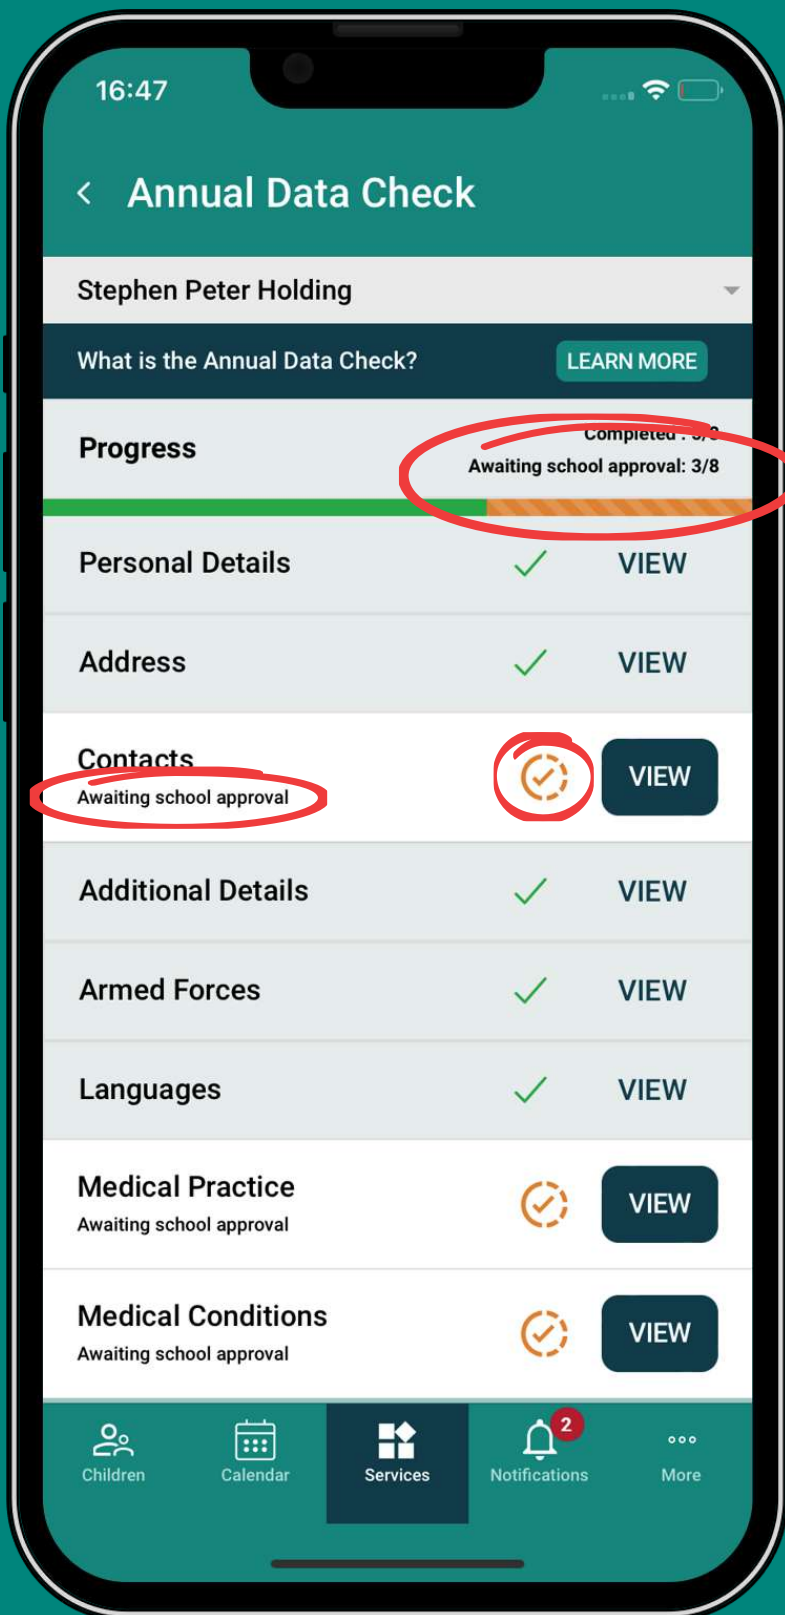 16:47
Annual Data Check
Stephen Peter Holding
What is the Annual Data Check?
LEARN MORE
Progress
Completed :
Awaiting school approval: 3/8
Personal Details
VIEW
Address
VIEW
Contacts
Awaiting school approval
VIEW
Additional Details
VIEW
Armed Forces
VIEW
Languages
VIEW
Medical Practice
Awaiting school approval
VIEW
Medical Conditions
Awaiting school approval
VIEW
2
Children
Calendar
Services
Notifications
More